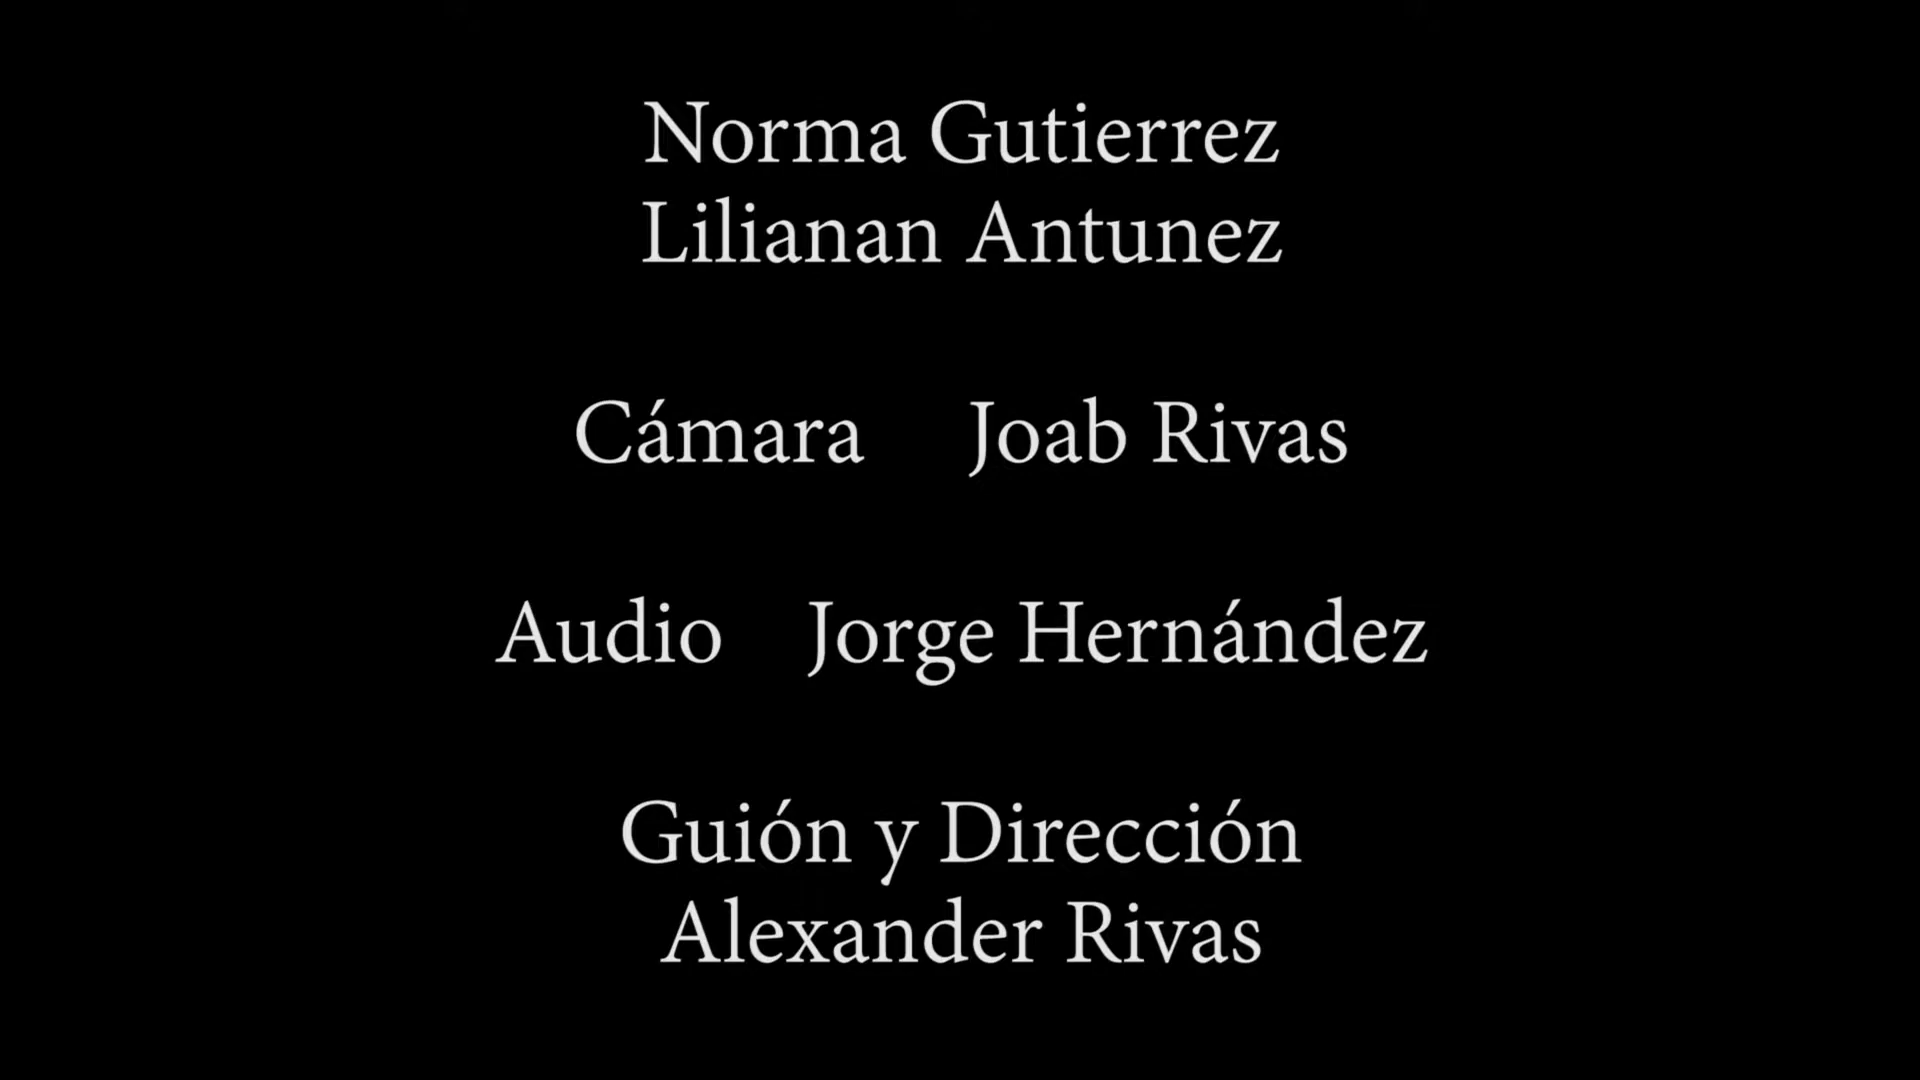 Norma Gutierrez
Lilianan Antunez
Cámara Joab Rivas
Audio Jorge Hernández
Guión y Dirección
Alexander Rivas